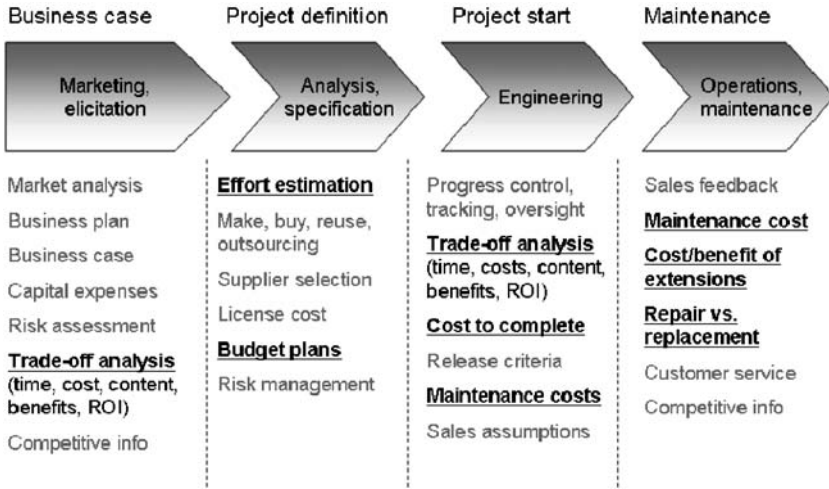 Business case
Project definition
Project start
Maintenance
Marketing,
elicitation
Analysis,
specification
Engineering
Operations,
maintenance
Market analysis
Business plan
Business case
Capital expenses
Risk assessment
Trade-off analysis
(time, cost, content,
benefits, ROI)
Competitive info
Effort estimation
Make, buy, reuse,
outsourcing
Supplier selection
License cost
Budget plans
Risk management
Progress control,
tracking, oversight
Trade-off analysis
(time, costs, content,
benefits, ROI)
Cost to complete
Release criteria
Maintenance costs
Sales assumptions
Sales feedback
Maintenance cost
Cost/benefit of
extensions
Repair vs.
replacement
Customer service
Competitive info